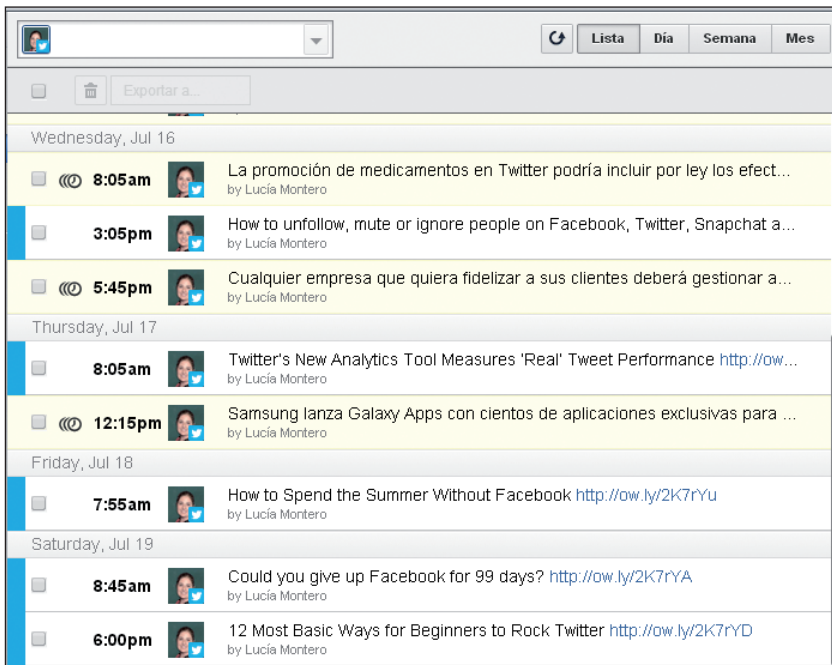 Lista Día Semana Mes
Exportar a...
Wednesday, Jul 16
8:05am La promoción de medicamentos en Twitter podría incluir por ley los efect...
by Lucía Montero
3:05pm How to unfollow, mute or ignore people on Facebook, Twitter, Snapchat a...
by Lucía Montero
5:45pm Cualquier empresa que quiera fidelizar a sus clientes deberá gestionar a...
by Lucía Montero
Thursday, Jul 17
8:05am Twitter's New Analytics Tool Measures 'Real' Tweet Performance http://ow...
by Lucía Montero
12:15pm Samsung lanza Galaxy Apps con cientos de aplicaciones exclusivas para ...
by Lucía Montero
Friday, Jul 18
7:55am How to Spend the Summer Without Facebook http://ow.ly/2K7rYu
by Lucía Montero
Saturday, Jul 19
8:45am Could you give up Facebook for 99 days? http://ow.ly/2K7rYA
by Lucía Montero
6:00pm 12 Most Basic Ways for Beginners to Rock Twitter http://ow.ly/2K7rYD
by Lucía Montero